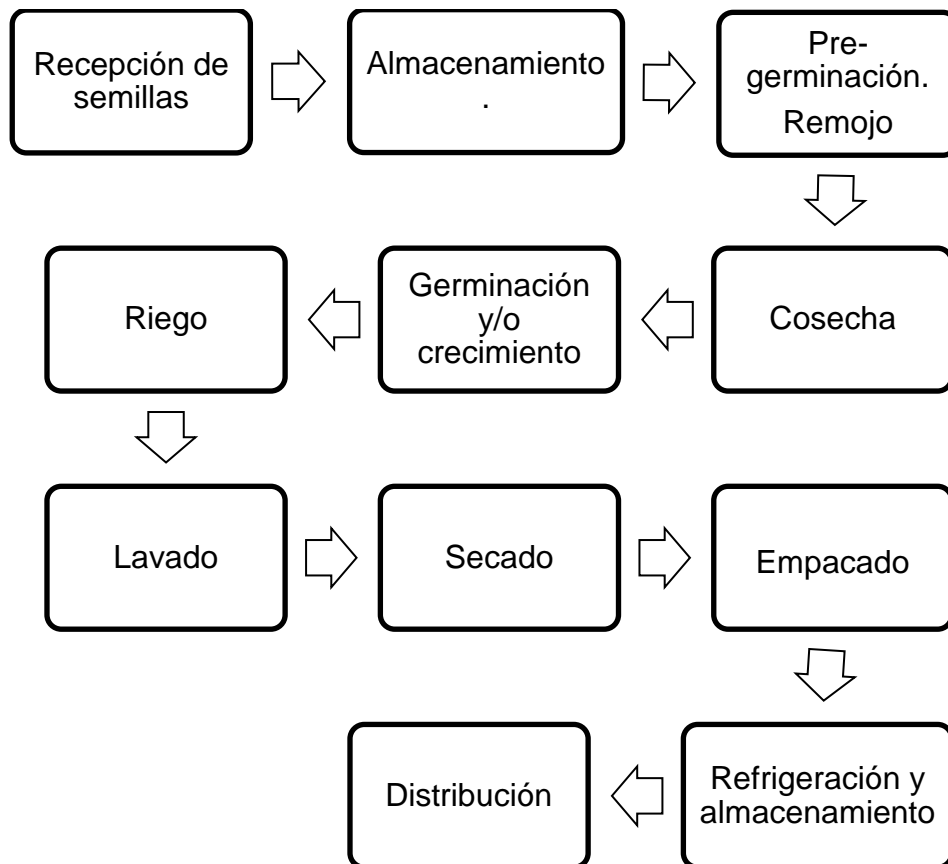 Recepción de
semillas
Almacenamiento
.
Pre-
germinación.
Remojo
Cosecha
Germinación
y/o
crecimiento
Riego
Lavado
Secado
Empacado
Refrigeración y
almacenamiento
Distribución